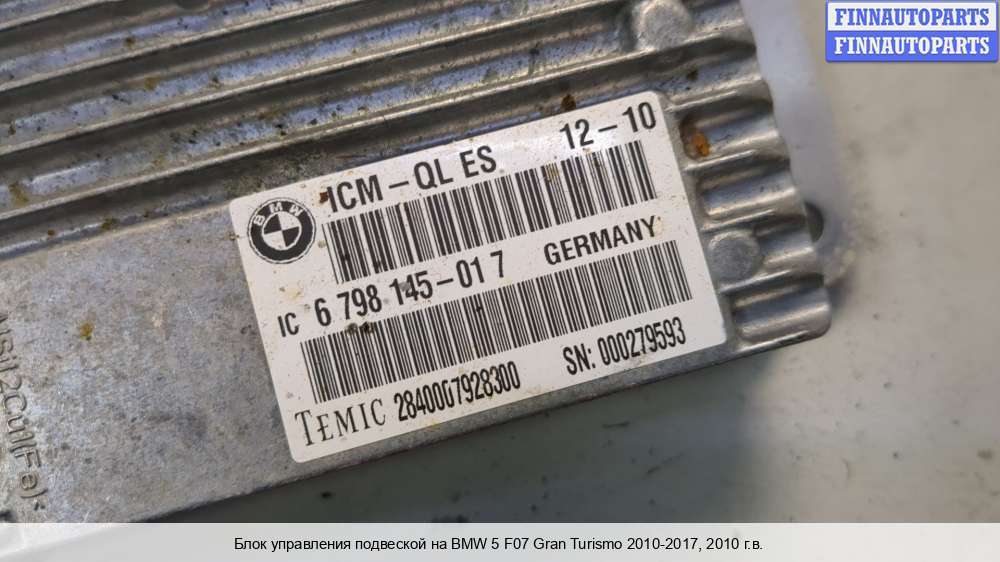 FINNAUTOPARTS
FINNAUTOPARTS
ICM-QL ES 12-10
BMW
IC 6 798 145-01 7 GERMANY
TEMIC 2840007928300 SN: 000279593
Блок управления подвеской на BMW 5 F07 Gran Turismo 2010-2017, 2010 г.в.